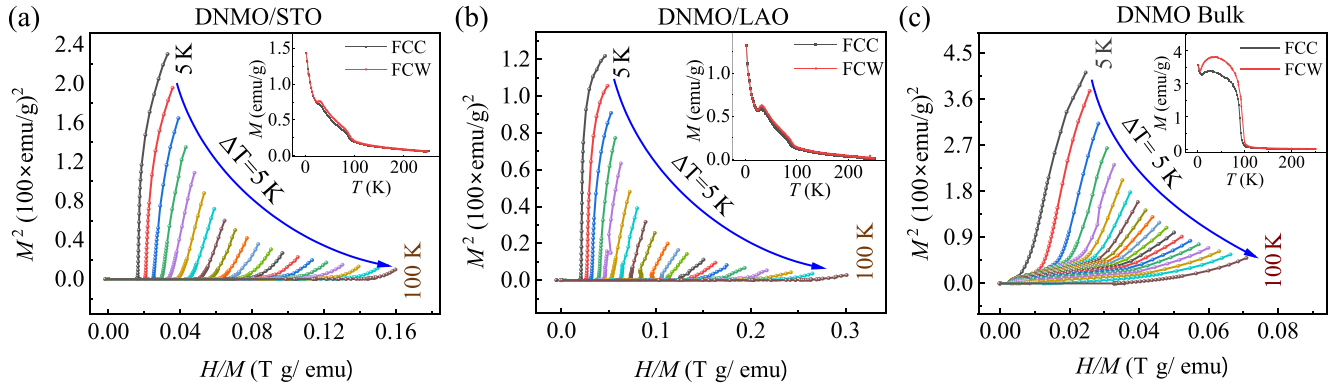 (a) DNMO/STO
M² (100×emu/g)²
2.4
2.0
1.6
1.2
0.8
0.4
0.0
0.00 0.04 0.08 0.12 0.16
H/M (T g/ emu)
5 K
ΔT=5 K
100 K
M (emu/g)
1.5
1.0
0.5
0.0
0 100 200
T (K)
FCC
FCW
(b) DNMO/LAO
M² (100×emu/g)²
1.2
1.0
0.8
0.6
0.4
0.2
0.0
0.0 0.1 0.2 0.3
H/M (T g/ emu)
5 K
ΔT=5 K
100 K
M (emu/g)
1.0
0.5
0.0
0 100 200
T (K)
FCC
FCW
(c) DNMO Bulk
M² (100×emu/g)²
4.5
3.6
2.7
1.8
0.9
0.0
0.00 0.02 0.04 0.06 0.08
H/M (T g/ emu)
5 K
ΔT=5 K
100 K
M (emu/g)
4
2
0
0 100 200
T (K)
FCC
FCW